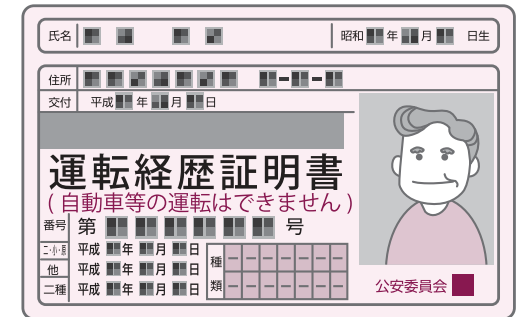 氏名 昭和 年 月 日生
住所
交付 平成 年 月 日
運転経歴証明書
(自動車等の運転はできません)
番号 第 号
二・小・原 平成 年 月 日
他 平成 年 月 日
二種 平成 年 月 日
種類
公安委員会